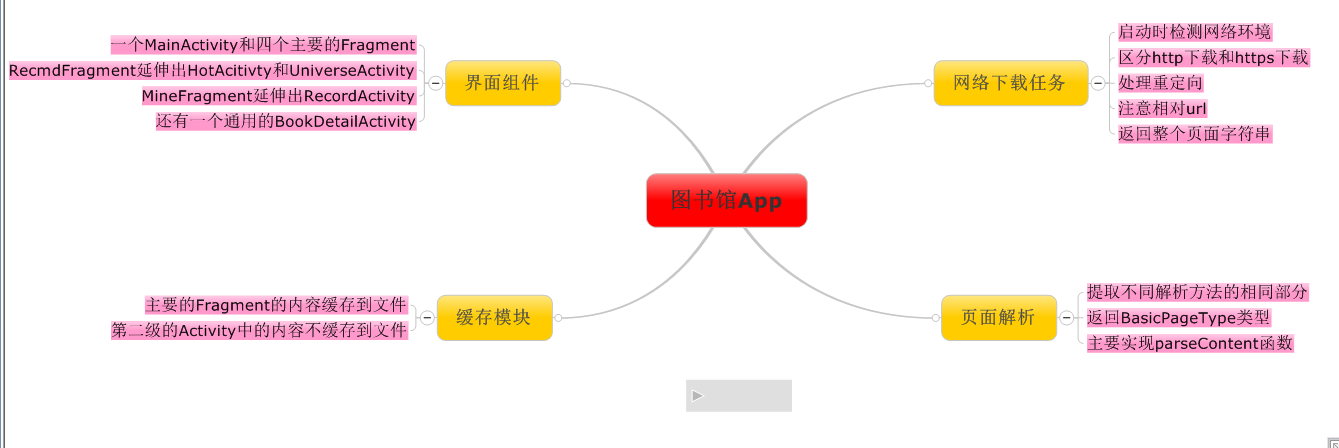 图书馆App
界面组件
一个MainActivity和四个主要的Fragment
RecmdFragment延伸出HotAcitivty和UniverseActivity
MineFragment延伸出RecordActivity
还有一个通用的BookDetailActivity
网络下载任务
启动时检测网络环境
区分http下载和https下载
处理重定向
注意相对url
返回整个页面字符串
缓存模块
主要的Fragment的内容缓存到文件
第二级的Activity中的内容不缓存到文件
页面解析
提取不同解析方法的相同部分
返回BasicPageType类型
主要实现parseContent函数